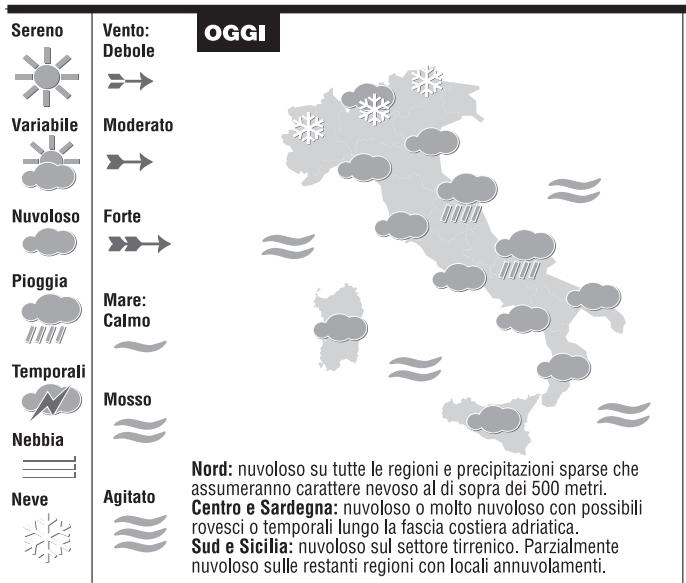 Sereno
Variabile
Nuvoloso
Pioggia
Temporali
Nebbia
Neve
Vento:
Debole
Moderato
Forte
Mare:
Calmo
Mosso
Agitato
OGGI
Nord: nuvoloso su tutte le regioni e precipitazioni sparse che
assumeranno carattere nevoso al di sopra dei 500 metri.
Centro e Sardegna: nuvoloso o molto nuvoloso con possibili
rovesci o temporali lungo la fascia costiera adriatica.
Sud e Sicilia: nuvoloso sul settore tirrenico. Parzialmente
nuvoloso sulle restanti regioni con locali annuvolamenti.